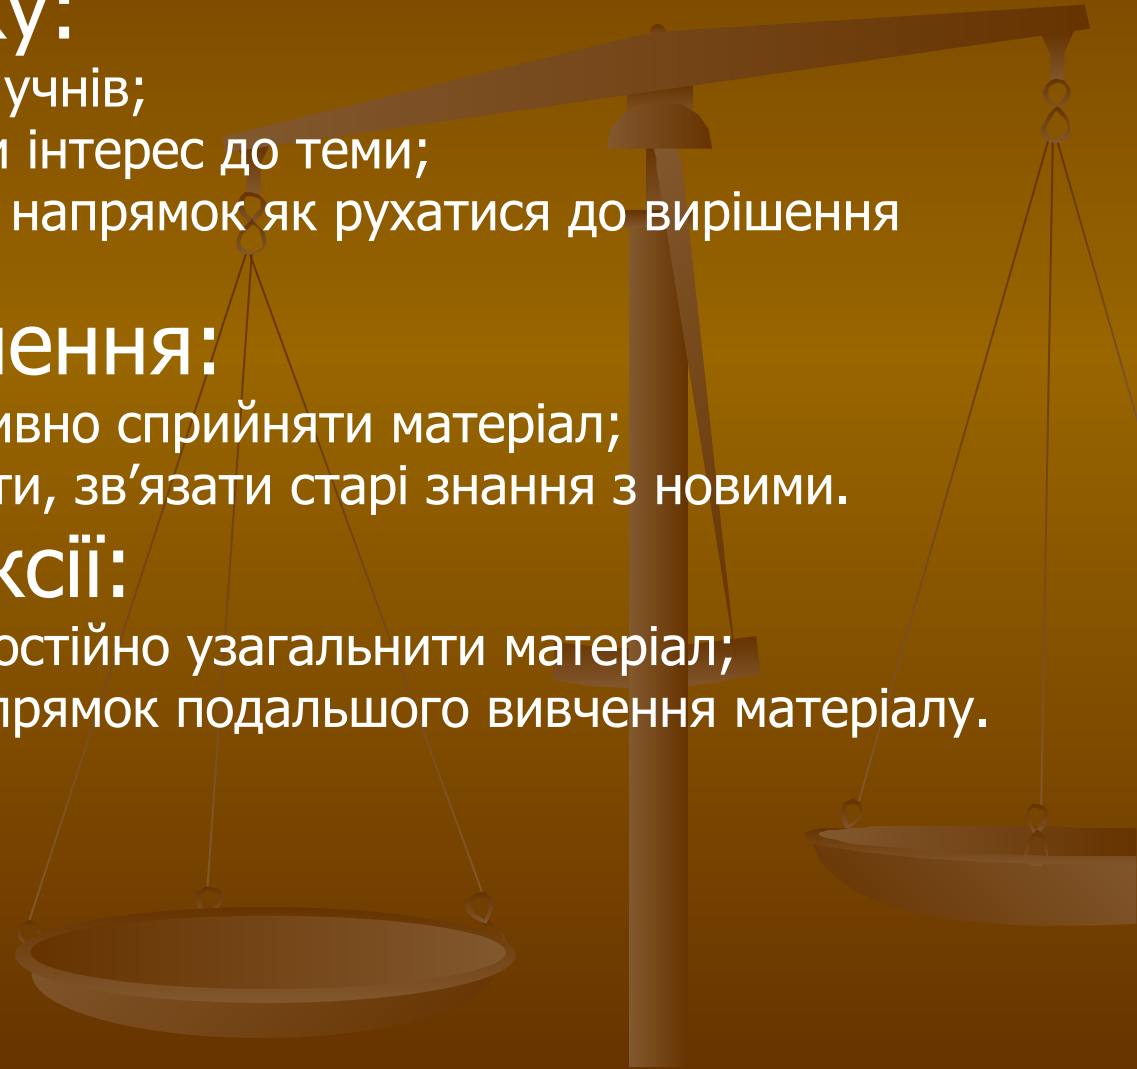 ку:
учнів;
и інтерес до теми;
напрямок як рухатися до вирішення
лення:
ивно сприйняти матеріал;
ти, зв’язати старі знання з новими.
ксії:
остійно узагальнити матеріал;
прямок подальшого вивчення матеріалу.